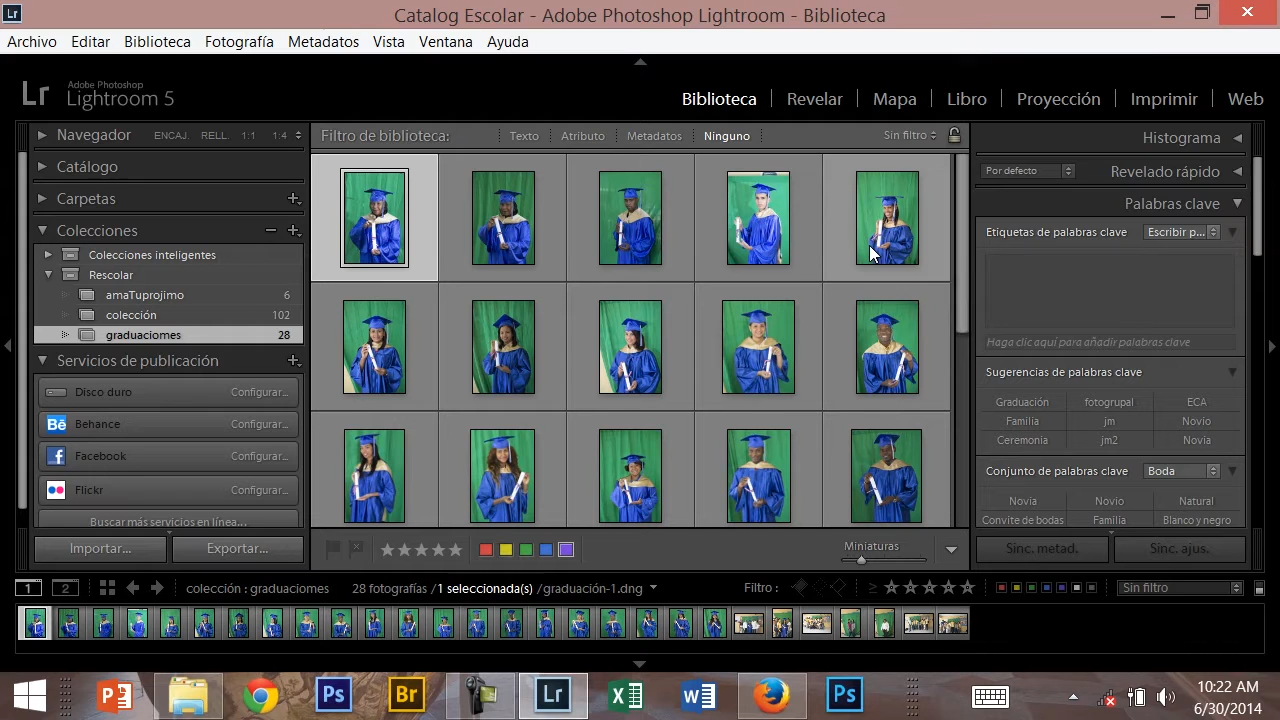 Lr
Catalog Escolar - Adobe Photoshop Lightroom - Biblioteca
Archivo Editar Biblioteca Fotografía Metadatos Vista Ventana Ayuda
Lr
Adobe Photoshop
Lightroom 5
Biblioteca Revelar Mapa Libro Proyección Imprimir Web
Navegador ENCAJ. RELL. 1:1 1:4
Filtro de biblioteca: Texto Atributo Metadatos Ninguno Sin filtro
Histograma
Catálogo
Por defecto Revelado rápido
Carpetas
Palabras clave
Colecciones
Etiquetas de palabras clave Escribir p...
Colecciones inteligentes
Rescolar
amaTuprojimo 6
colección 102
graduaciomes 28
Haga clic aquí para añadir palabras clave
Servicios de publicación
Sugerencias de palabras clave
Disco duro Configurar...
Graduación fotogrupal ECA
Behance Configurar...
Familia jm Novio
Ceremonia jm2 Novia
Facebook Configurar...
Conjunto de palabras clave Boda
Flickr Configurar...
Novia Novio Natural
Buscar más servicios en línea...
Convite de bodas Familia Blanco y negro
Importar... Exportar...
Miniaturas
Sinc. metad. Sinc. ajus.
1 2 colección : graduaciomes 28 fotografías /1 seleccionada(s) /graduación-1.dng Filtro : ≥ Sin filtro
Ps Br Lr Ps
10:22 AM
6/30/2014